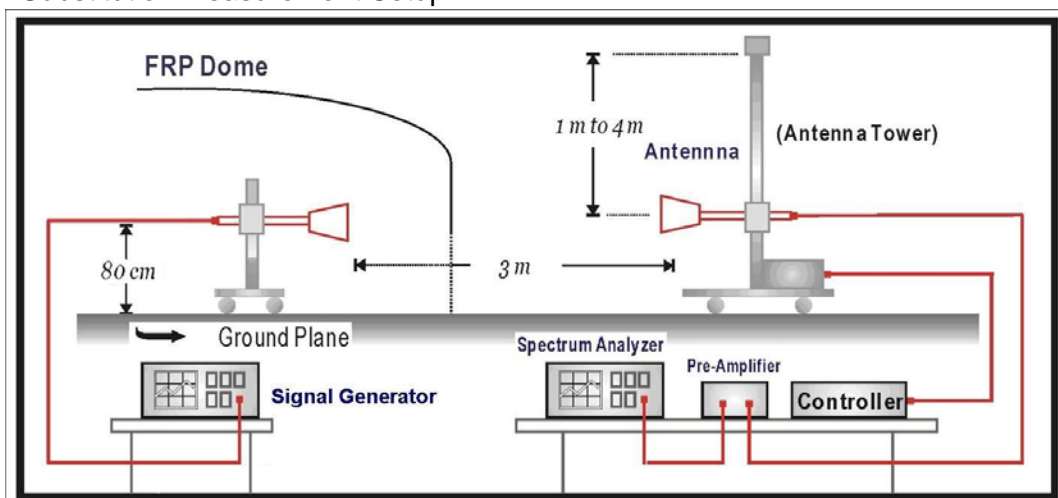 FRP Dome
1 m to 4 m
Antennna
(Antenna Tower)
80 cm
3 m
Ground Plane
Spectrum Analyzer
Pre-Amplifier
Signal Generator
Controller